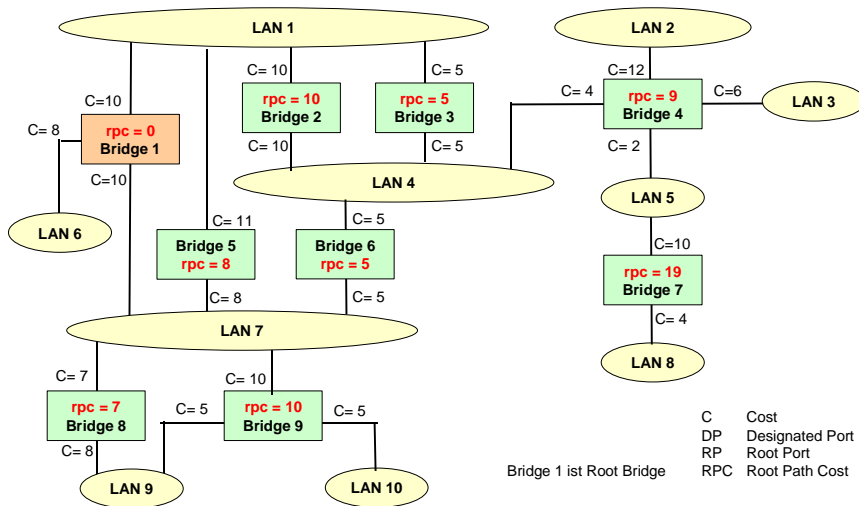 LAN 1
LAN 2
C= 10
C= 5
C=12
C=10
rpc = 10
Bridge 2
rpc = 5
Bridge 3
C= 4
rpc = 9
Bridge 4
C=6
LAN 3
C= 8
rpc = 0
Bridge 1
C= 10
C= 5
C= 2
C=10
LAN 4
LAN 5
LAN 6
C= 11
C= 5
Bridge 5
rpc = 8
Bridge 6
rpc = 5
C=10
rpc = 19
Bridge 7
C= 8
C= 5
C= 4
LAN 7
LAN 8
C= 7
C= 10
rpc = 7
Bridge 8
C= 5
rpc = 10
Bridge 9
C= 5
C= 8
LAN 9
LAN 10
C Cost
DP Designated Port
RP Root Port
Bridge 1 ist Root Bridge
RPC Root Path Cost